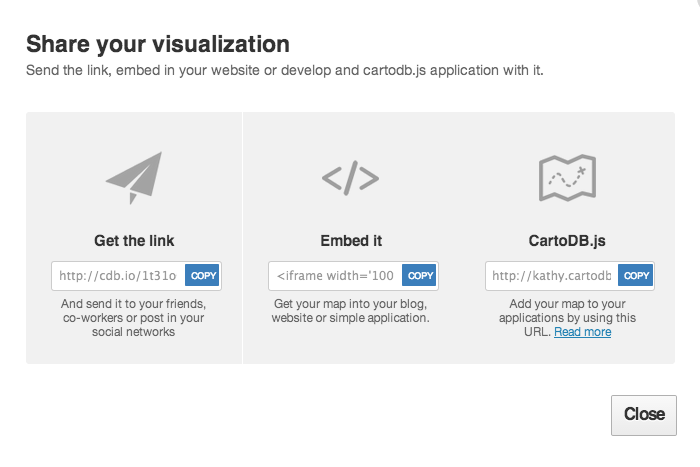 Share your visualization
Send the link, embed in your website or develop and cartodb.js application with it.
Get the link
http://cdb.io/1t31o
COPY
And send it to your friends,
co-workers or post in your
social networks
Embed it
<iframe width='100
COPY
Get your map into your blog,
website or simple application.
CartoDB.js
http://kathy.cartodb
COPY
Add your map to your
applications by using this
URL. Read more
Close